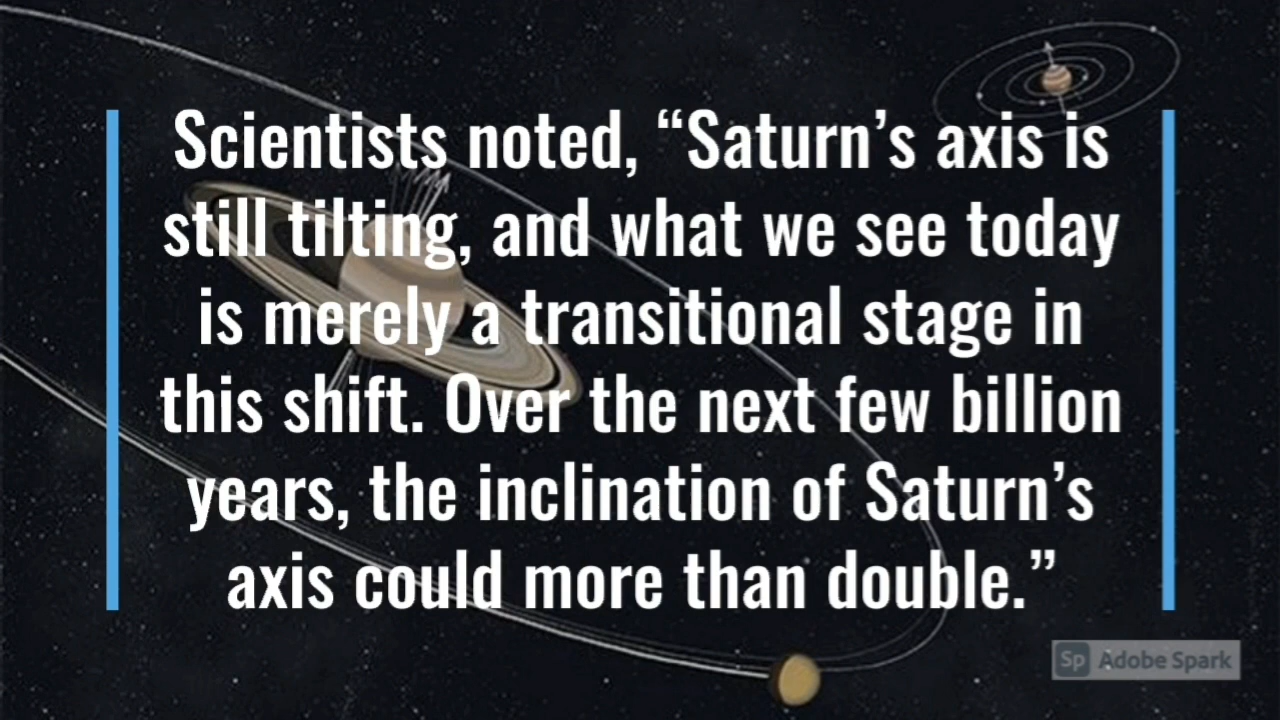 Scientists noted, “Saturn’s axis is
still tilting, and what we see today
is merely a transitional stage in
this shift. Over the next few billion
years, the inclination of Saturn’s
axis could more than double.”
Sp Adobe Spark